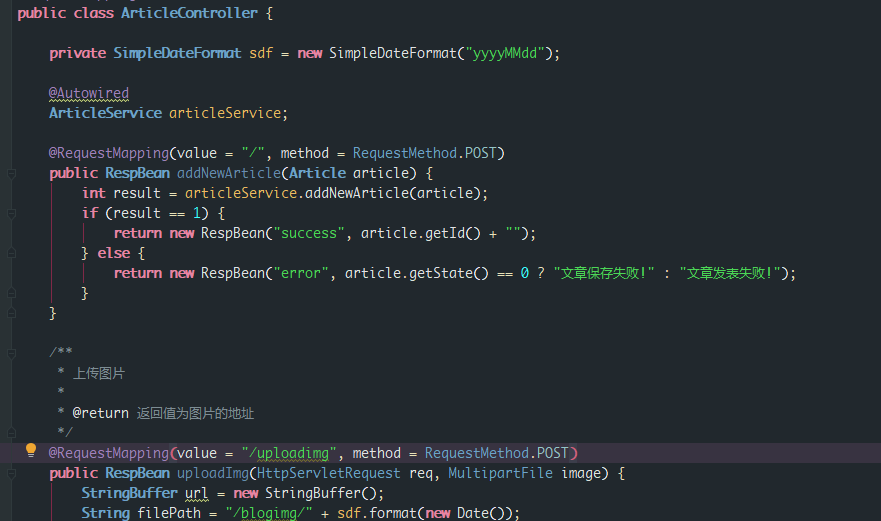 public class ArticleController {
private SimpleDateFormat sdf = new SimpleDateFormat("yyyyMMdd");
@Autowired
ArticleService articleService;
@RequestMapping(value = "/", method = RequestMethod.POST)
public RespBean addNewArticle(Article article) {
int result = articleService.addNewArticle(article);
if (result == 1) {
return new RespBean("success", article.getId() + "");
} else {
return new RespBean("error", article.getState() == 0 ? "文章保存失败!" : "文章发表失败!");
}
}
/**
* 上传图片
*
* @return 返回值为图片的地址
*/
@RequestMapping(value = "/uploadimg", method = RequestMethod.POST)
public RespBean uploadImg(HttpServletRequest req, MultipartFile image) {
StringBuffer url = new StringBuffer();
String filePath = "/blogimg/" + sdf.format(new Date());